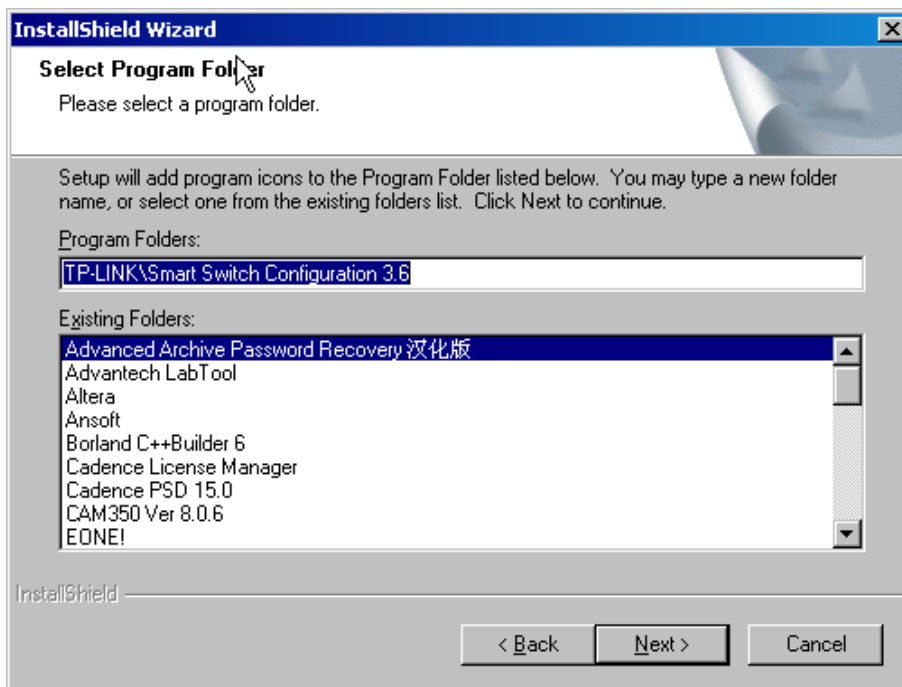 InstallShield Wizard
Select Program Folder
Please select a program folder.
Setup will add program icons to the Program Folder listed below. You may type a new folder
name, or select one from the existing folders list. Click Next to continue.
Program Folders:
TP-LINK\Smart Switch Configuration 3.6
Existing Folders:
Advanced Archive Password Recovery 汉化版
Advantech LabTool
Altera
Ansoft
Borland C++Builder 6
Cadence License Manager
Cadence PSD 15.0
CAM350 Ver 8.0.6
EONE!
InstallShield
< Back
Next >
Cancel